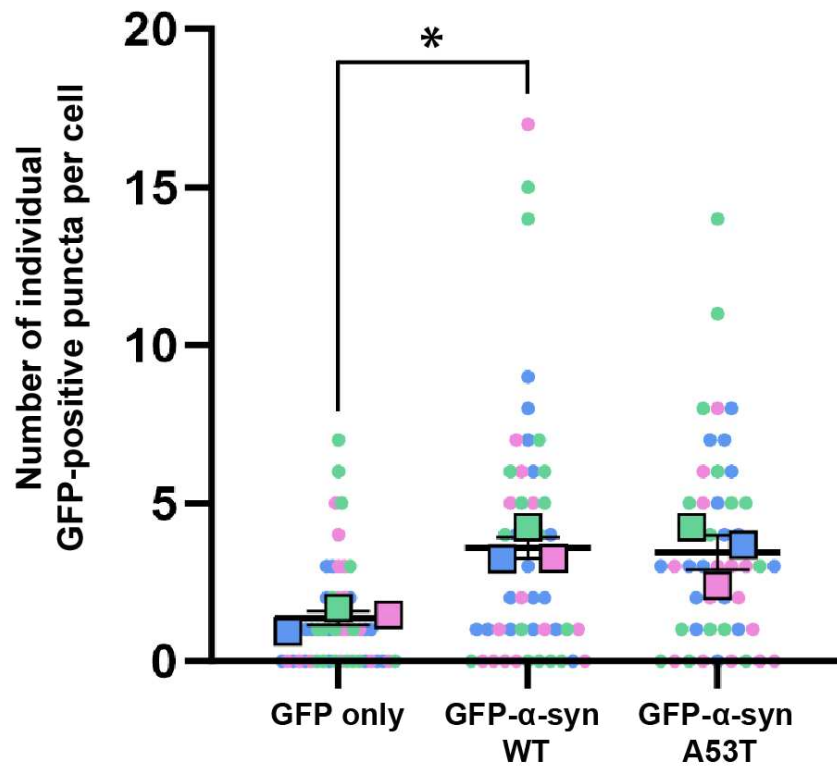 Number of individual
GFP-positive puncta per cell
20
15
10
5
0
*
GFP only
GFP-α-syn
WT
GFP-α-syn
A53T